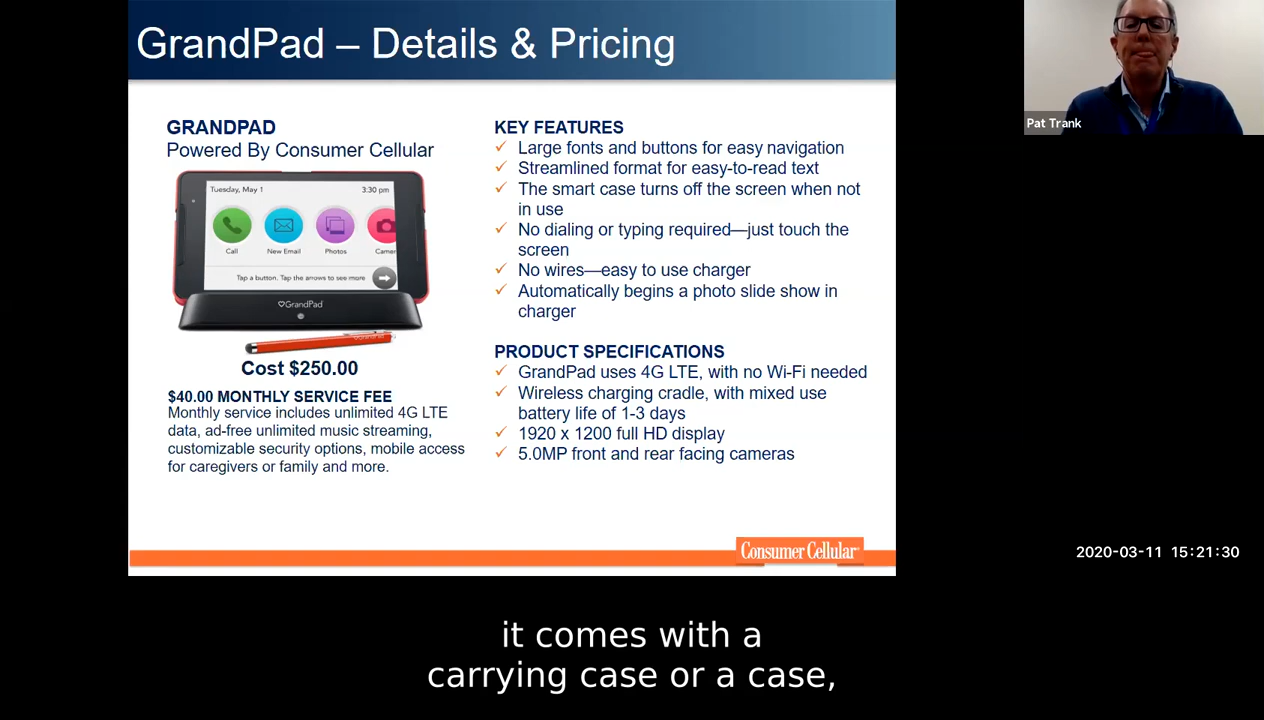 GrandPad – Details & Pricing
GRANDPAD
Powered By Consumer Cellular
Tuesday, May 1
3:30 pm
Call
New Email
Photos
Camer
Tap a button. Tap the arrows to see more
GrandPad
Cost $250.00
$40.00 MONTHLY SERVICE FEE
Monthly service includes unlimited 4G LTE
data, ad-free unlimited music streaming,
customizable security options, mobile access
for caregivers or family and more.
KEY FEATURES
Large fonts and buttons for easy navigation
Streamlined format for easy-to-read text
The smart case turns off the screen when not
in use
No dialing or typing required—just touch the
screen
No wires—easy to use charger
Automatically begins a photo slide show in
charger
PRODUCT SPECIFICATIONS
GrandPad uses 4G LTE, with no Wi-Fi needed
Wireless charging cradle, with mixed use
battery life of 1-3 days
1920 x 1200 full HD display
5.0MP front and rear facing cameras
Consumer Cellular
Pat Trank
2020-03-11 15:21:30
it comes with a
carrying case or a case,